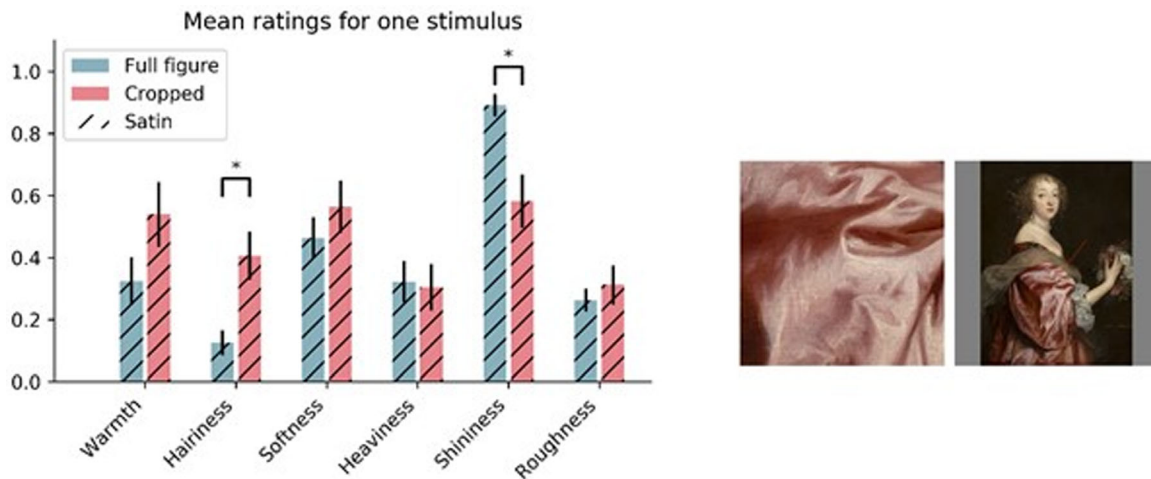 Mean ratings for one stimulus
Full figure
Cropped
Satin
*
*
1.0
0.8
0.6
0.4
0.2
0.0
Warmth
Hairiness
Softness
Heaviness
Shininess
Roughness